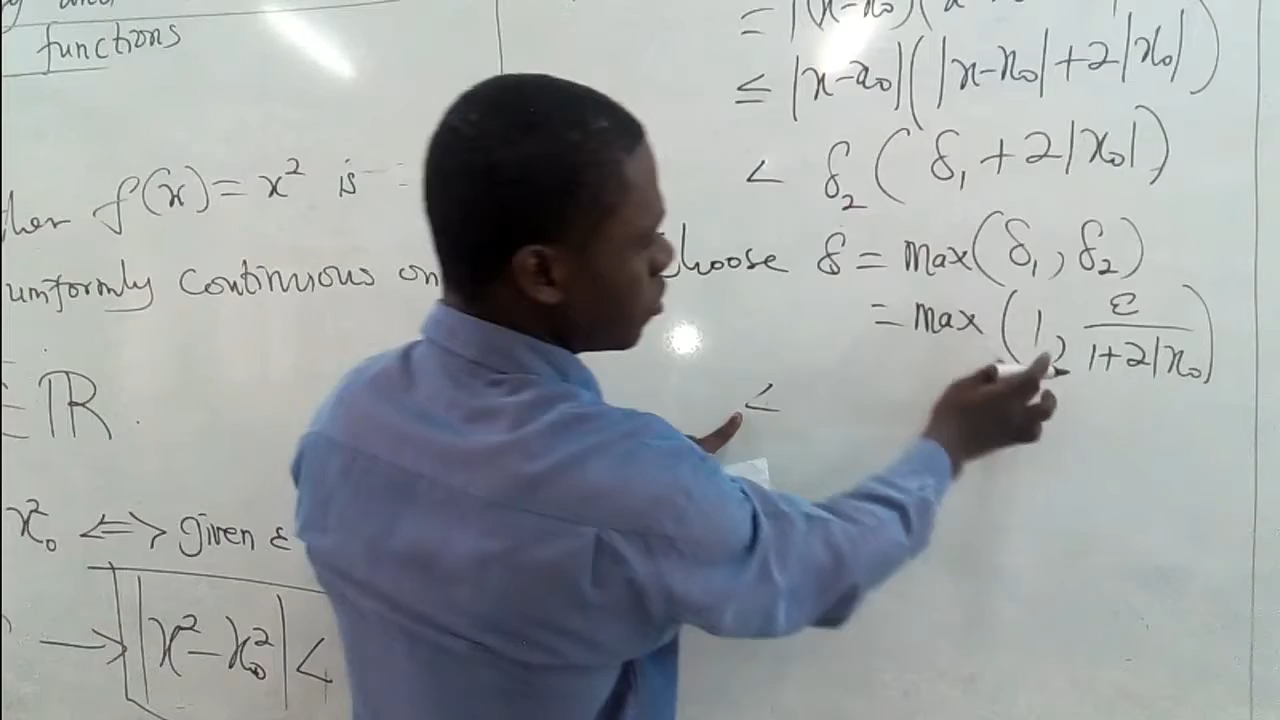 functions
f(x) = x² is
uniformly continuous on
∈ ℝ.
x₀² <=> given ε
→ |x² - x₀²| <
= |(x-x₀)(x
≤ |x-x₀|(|x-x₀|+2|x₀|)
< δ₂(δ₁+2|x₀|)
hoose δ = max(δ₁, δ₂)
= max(1, ε/1+2|x₀|)
<